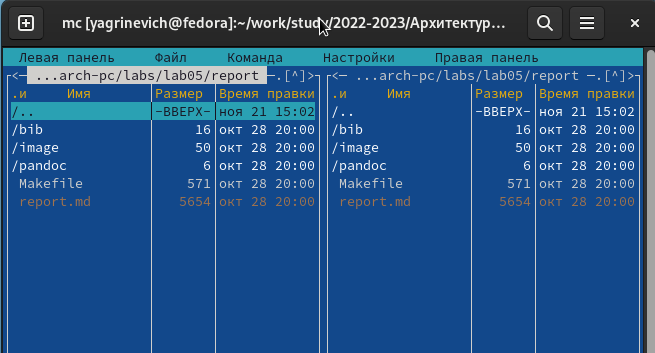 mc [yagrinevich@fedora]:~/work/study/2022-2023/Архитектур...
Левая панель Файл Команда Настройки Правая панель
...arch-pc/labs/lab05/report .[^] ...arch-pc/labs/lab05/report .[^]
.и Имя Размер Время правки .и Имя Размер Время правки
/.. -ВВЕРХ- ноя 21 15:02 /.. -ВВЕРХ- ноя 21 15:02
/bib 16 окт 28 20:00 /bib 16 окт 28 20:00
/image 50 окт 28 20:00 /image 50 окт 28 20:00
/pandoc 6 окт 28 20:00 /pandoc 6 окт 28 20:00
Makefile 571 окт 28 20:00 Makefile 571 окт 28 20:00
report.md 5654 окт 28 20:00 report.md 5654 окт 28 20:00